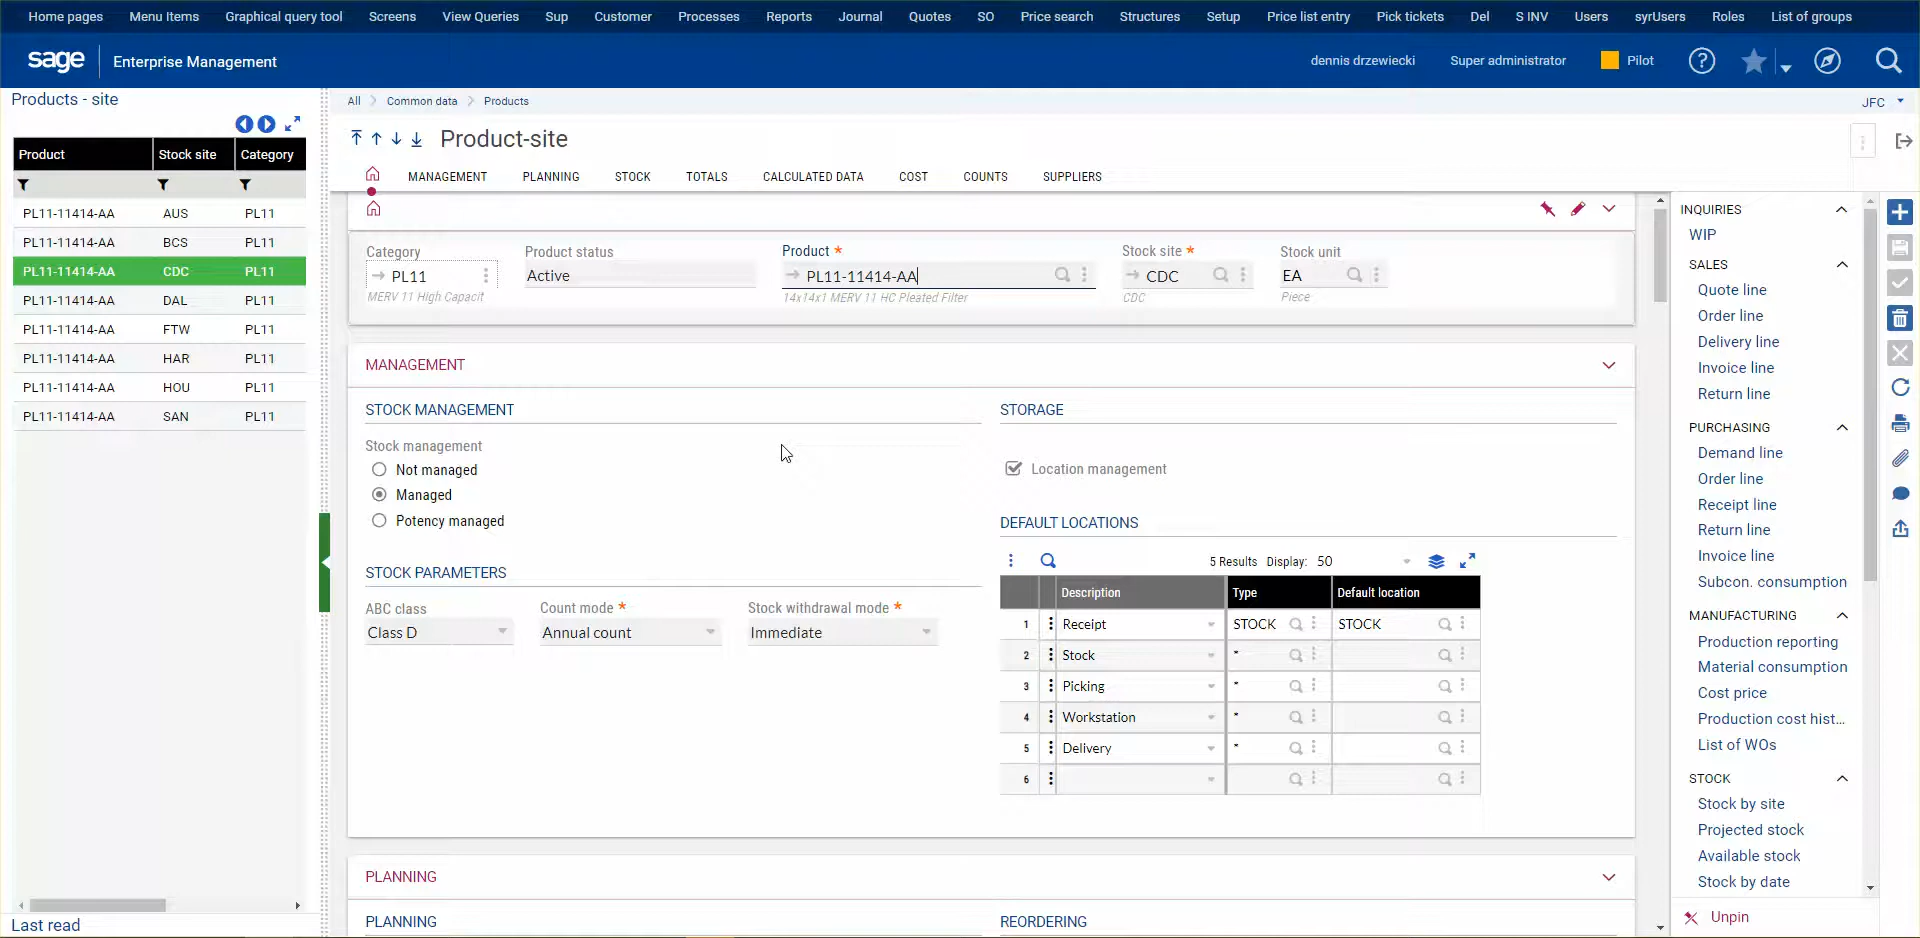 Home pages Menu Items Graphical query tool Screens View Queries Sup Customer Processes Reports Journal Quotes SO Price search Structures Setup Price list entry Pick tickets Del S INV Users syrUsers Roles List of groups
sage Enterprise Management dennis drzewiecki Super administrator Pilot
Products - site
All Common data Products JFC
Product-site
MANAGEMENT PLANNING STOCK TOTALS CALCULATED DATA COST COUNTS SUPPLIERS
Product Stock site Category
PL11-11414-AA AUS PL11
PL11-11414-AA BCS PL11
PL11-11414-AA CDC PL11
PL11-11414-AA DAL PL11
PL11-11414-AA FTW PL11
PL11-11414-AA HAR PL11
PL11-11414-AA HOU PL11
PL11-11414-AA SAN PL11
Last read
Category Product status Product * Stock site * Stock unit
PL11 Active PL11-11414-AA CDC EA
MERV 11 High Capacit 14x14x1 MERV 11 HC Pleated Filter CDC Piece
MANAGEMENT
STOCK MANAGEMENT
Stock management
Not managed
Managed
Potency managed
STOCK PARAMETERS
ABC class Count mode * Stock withdrawal mode *
Class D Annual count Immediate
STORAGE
Location management
DEFAULT LOCATIONS
5 Results Display: 50
Description Type Default location
1 Receipt STOCK STOCK
2 Stock *
3 Picking *
4 Workstation *
5 Delivery *
6
PLANNING
PLANNING REORDERING
INQUIRIES
WIP
SALES
Quote line
Order line
Delivery line
Invoice line
Return line
PURCHASING
Demand line
Order line
Receipt line
Return line
Invoice line
Subcon. consumption
MANUFACTURING
Production reporting
Material consumption
Cost price
Production cost hist...
List of WOs
STOCK
Stock by site
Projected stock
Available stock
Stock by date
Unpin